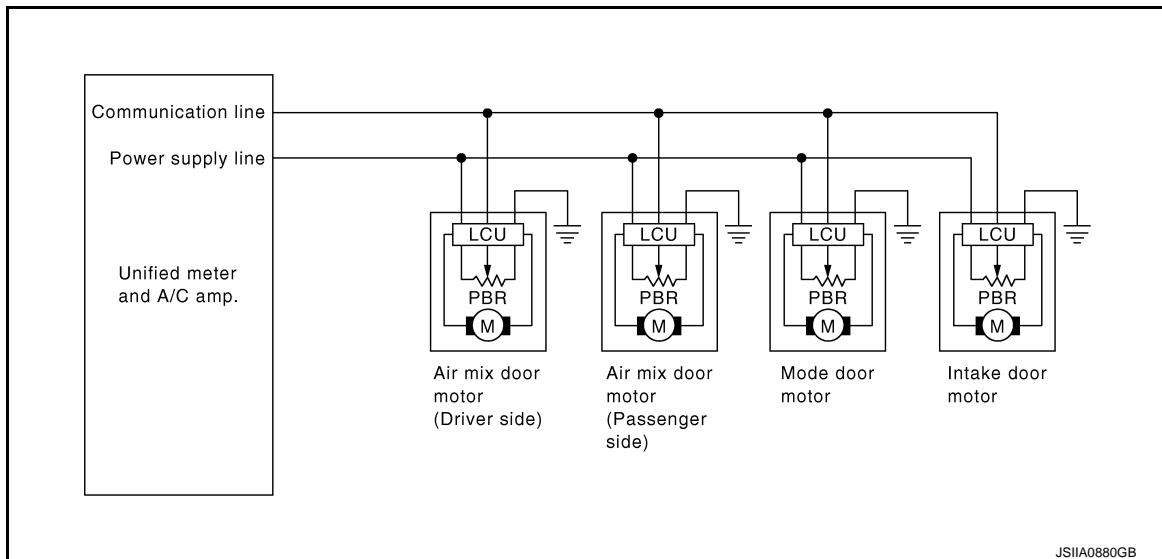 Communication line
Power supply line
Unified meter
and A/C amp.
LCU
PBR
M
Air mix door
motor
(Driver side)
LCU
PBR
M
Air mix door
motor
(Passenger
side)
LCU
PBR
M
Mode door
motor
LCU
PBR
M
Intake door
motor
JSIIA0880GB